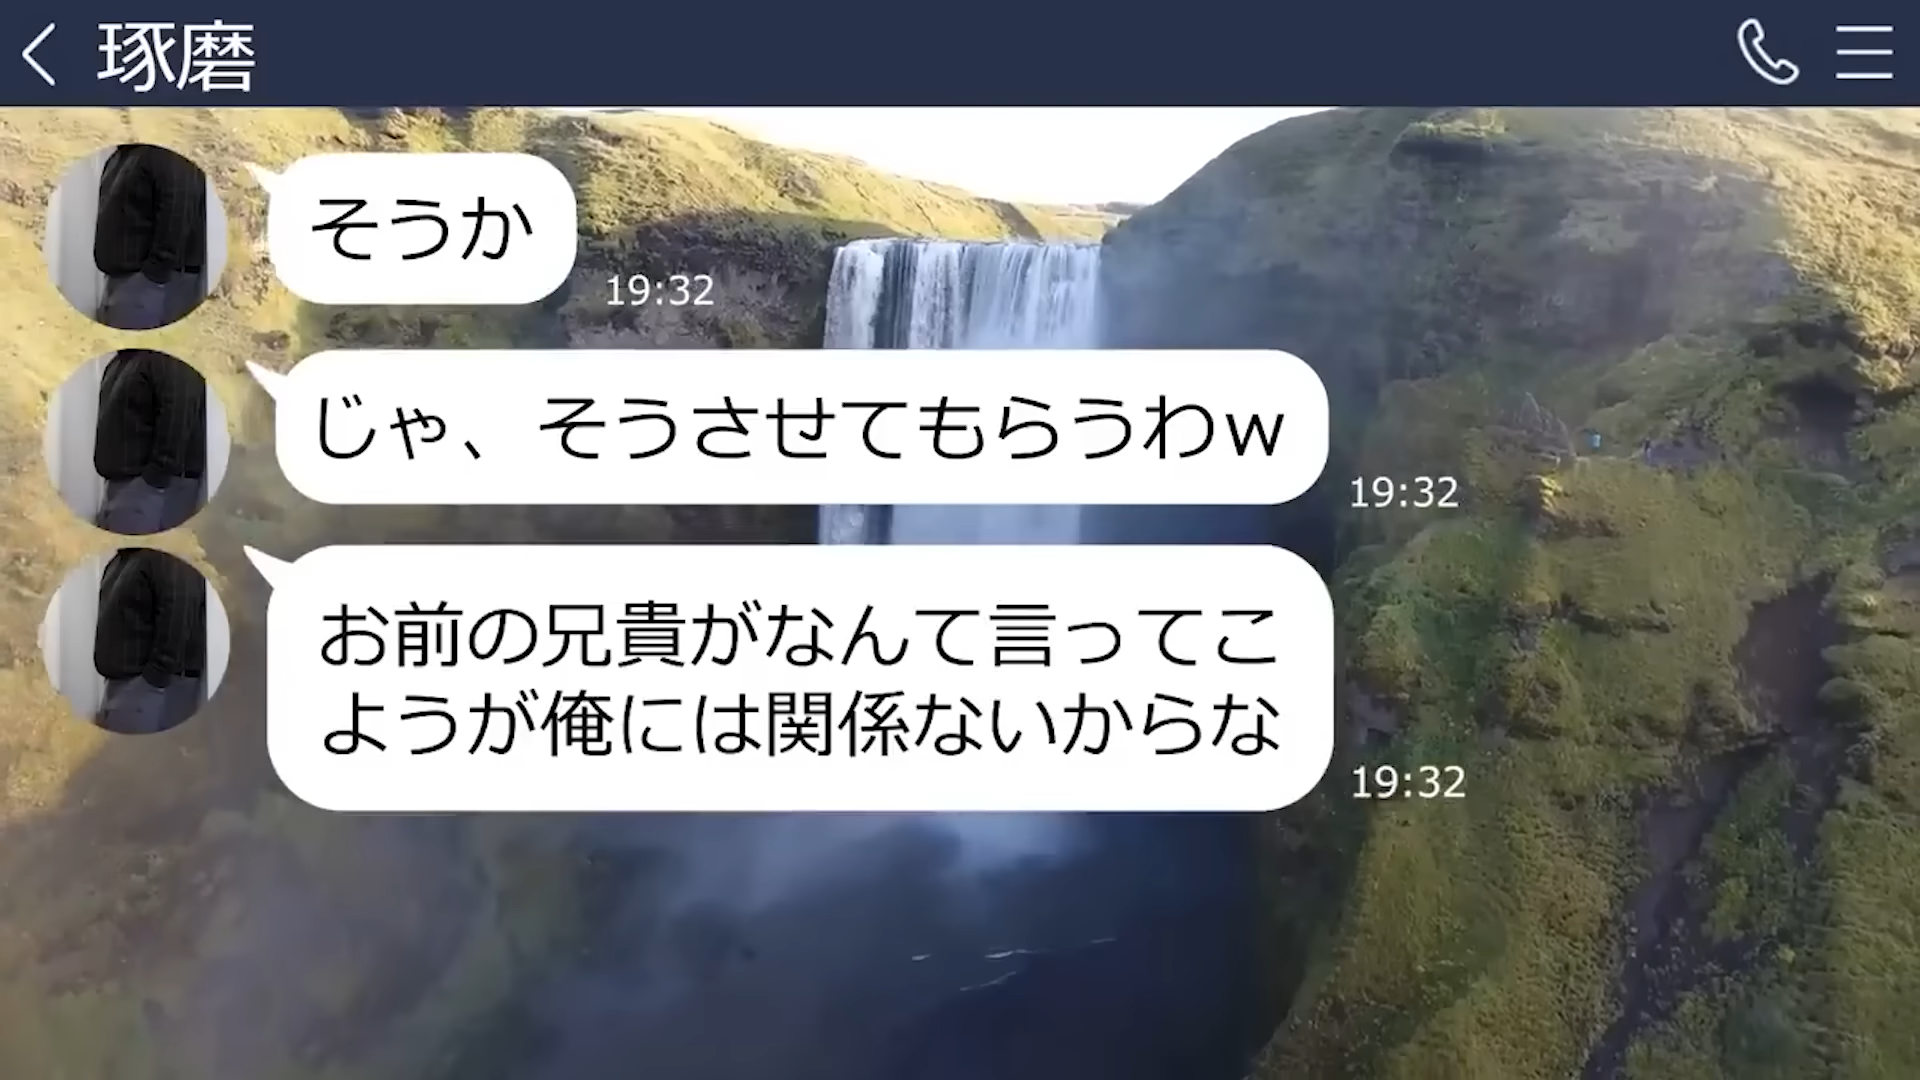 琢磨
そうか
19:32
じゃ、そうさせてもらうわw
19:32
お前の兄貴がなんて言ってこ
ようが俺には関係ないからな
19:32